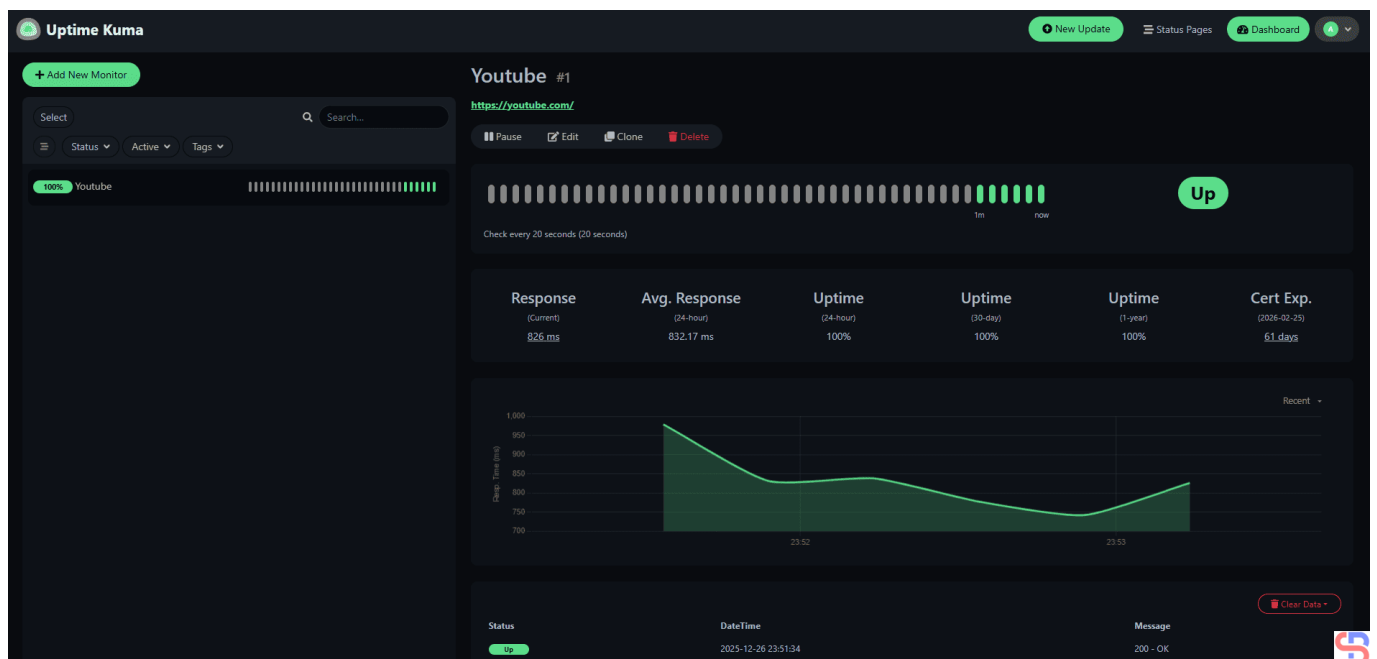 Uptime Kuma
New Update
Status Pages
Dashboard
A
Add New Monitor
Select
Search...
Status
Active
Tags
100% Youtube
Youtube #1
https://youtube.com/
Pause Edit Clone Delete
1m now
Up
Check every 20 seconds (20 seconds)
Response Avg. Response Uptime Uptime Uptime Cert Exp.
(Current) (24-hour) (24-hour) (30-day) (1-year) (2026-02-25)
826 ms 832.17 ms 100% 100% 100% 61 days
Recent
Resp. Time (ms)
1,000
950
900
850
800
750
700
23:52 23:53
Clear Data
Status DateTime Message
Up 2025-12-26 23:51:34 200 - OK